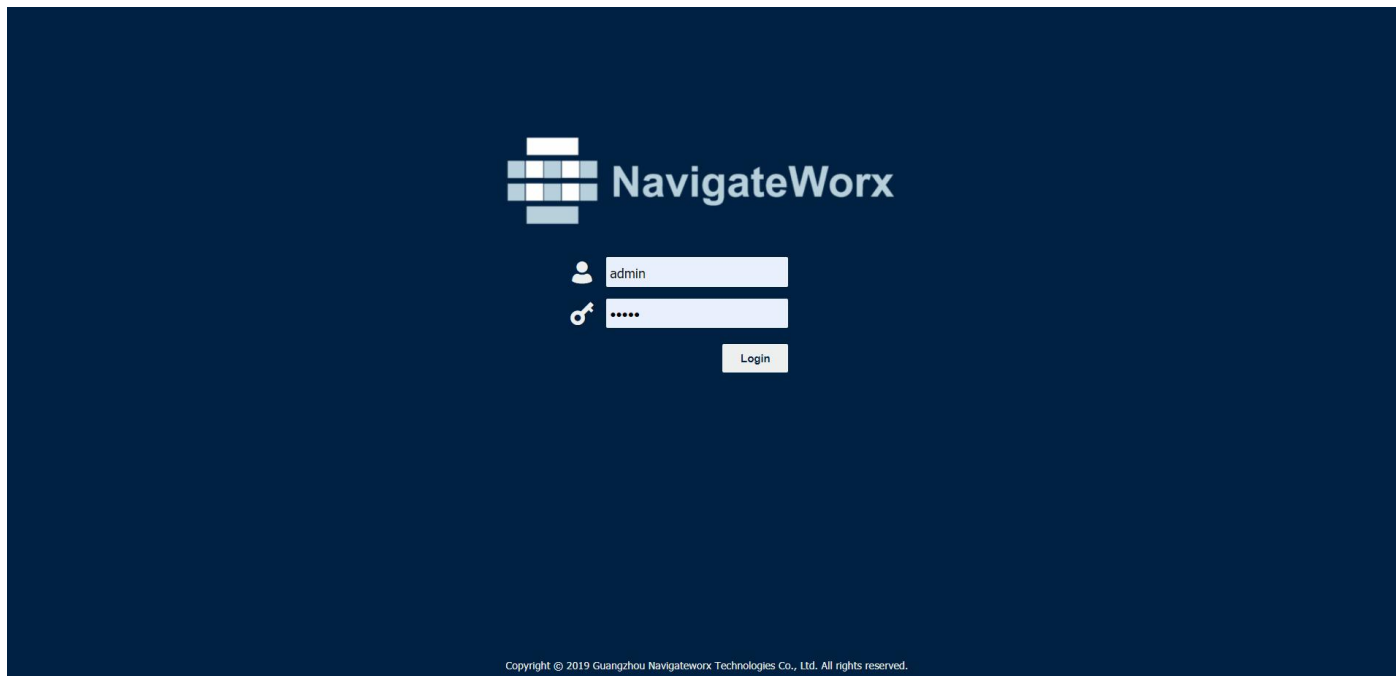 NavigateWorx
admin
•••••
Login
Copyright © 2019 Guangzhou Navigateworx Technologies Co., Ltd. All rights reserved.